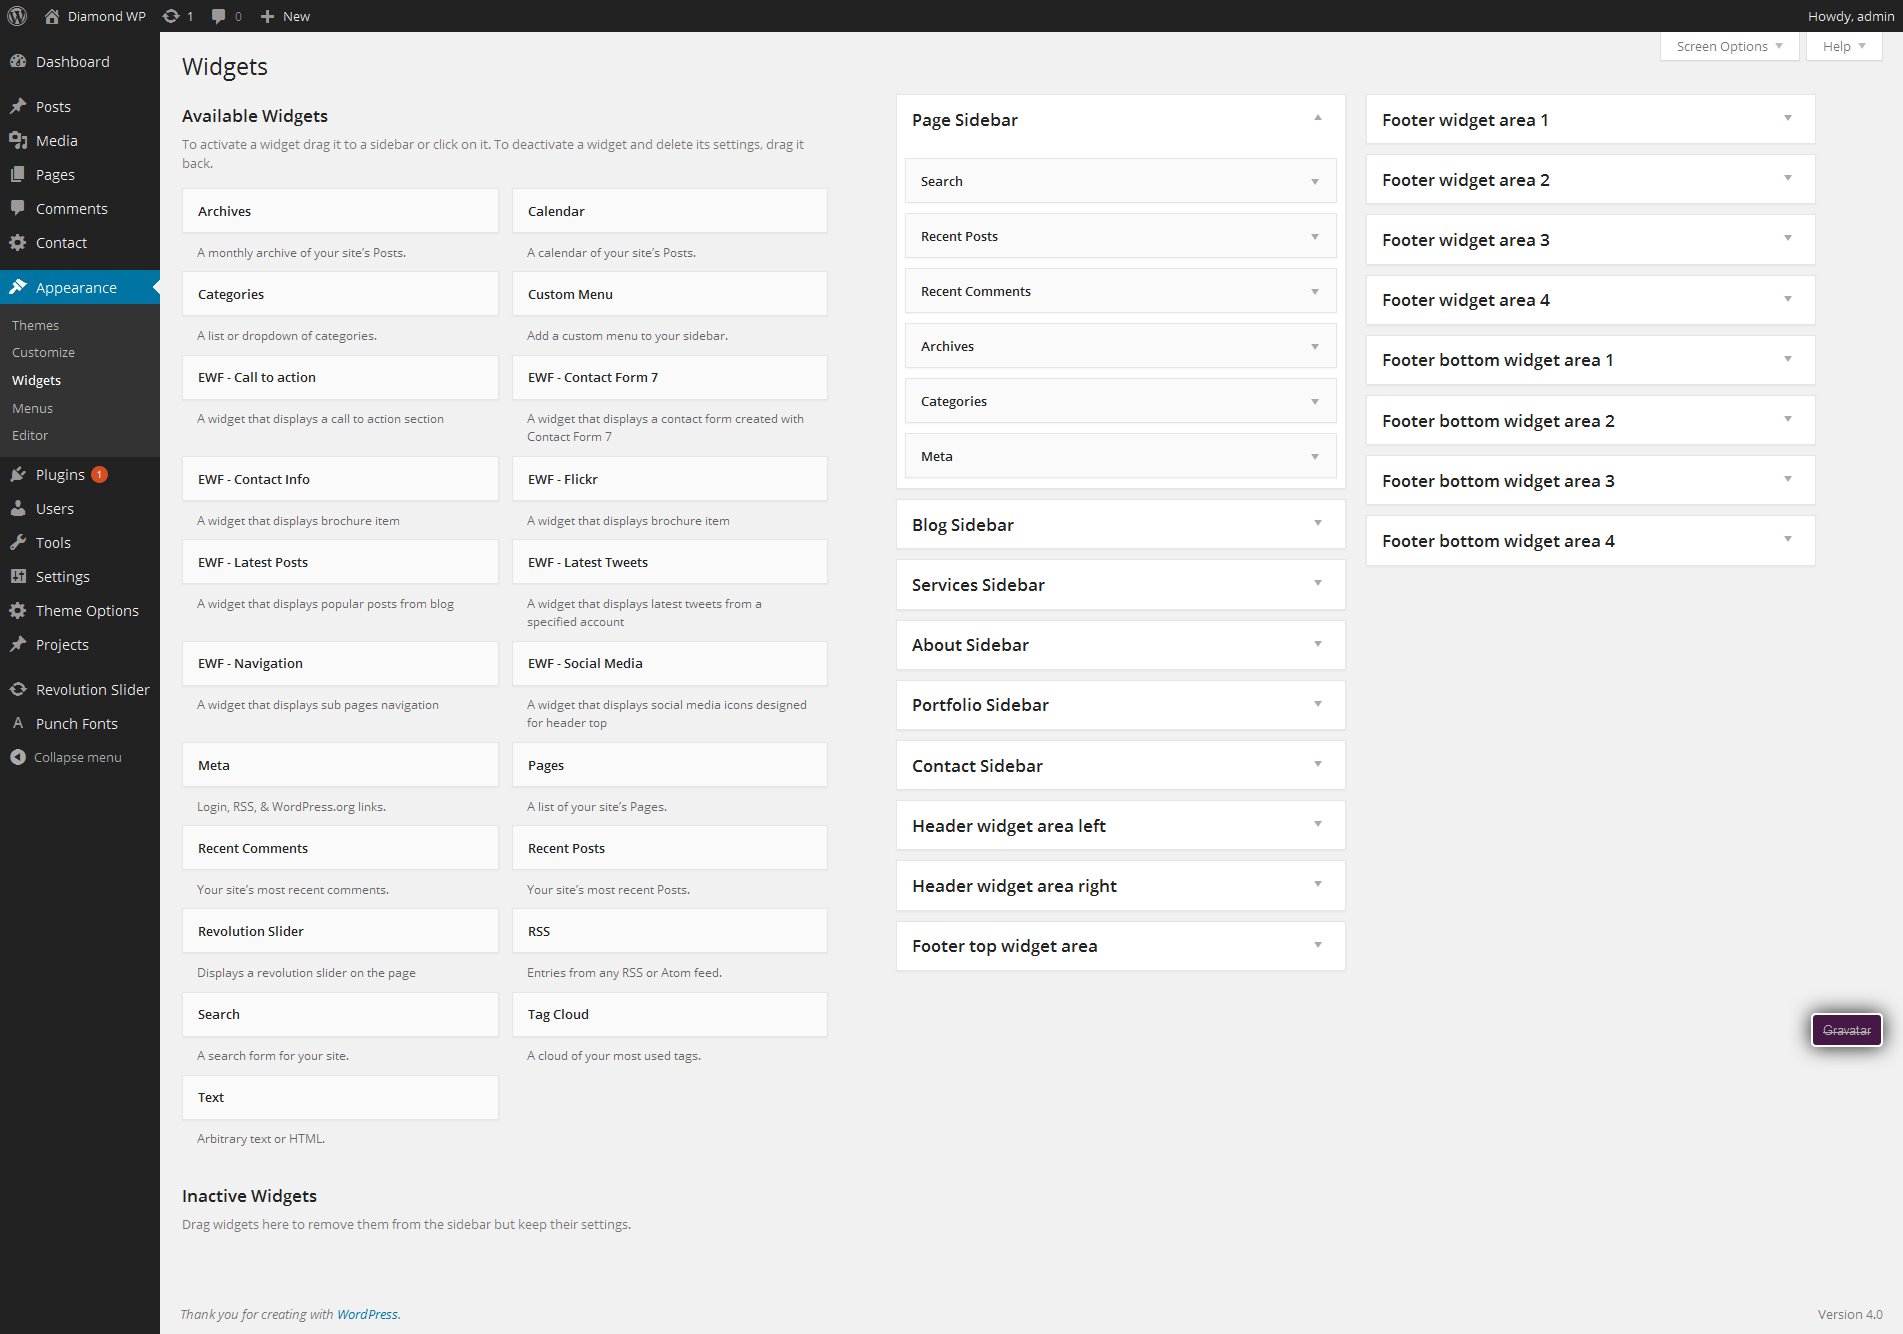 Diamond WP
1
0
New
Howdy, admin
Dashboard
Posts
Media
Pages
Comments
Contact
Appearance
Themes
Customize
Widgets
Menus
Editor
Plugins 1
Users
Tools
Settings
Theme Options
Projects
Revolution Slider
Punch Fonts
Collapse menu
Screen Options
Help
Widgets
Available Widgets
To activate a widget drag it to a sidebar or click on it. To deactivate a widget and delete its settings, drag it
back.
Archives
A monthly archive of your site's Posts.
Calendar
A calendar of your site's Posts.
Categories
A list or dropdown of categories.
Custom Menu
Add a custom menu to your sidebar.
EWF - Call to action
A widget that displays a call to action section
EWF - Contact Form 7
A widget that displays a contact form created with
Contact Form 7
EWF - Contact Info
A widget that displays brochure item
EWF - Flickr
A widget that displays brochure item
EWF - Latest Posts
A widget that displays popular posts from blog
EWF - Latest Tweets
A widget that displays latest tweets from a
specified account
EWF - Navigation
A widget that displays sub pages navigation
EWF - Social Media
A widget that displays social media icons designed
for header top
Meta
Login, RSS, & WordPress.org links.
Pages
A list of your site's Pages.
Recent Comments
Your site's most recent comments.
Recent Posts
Your site's most recent Posts.
Revolution Slider
Displays a revolution slider on the page
RSS
Entries from any RSS or Atom feed.
Search
A search form for your site.
Tag Cloud
A cloud of your most used tags.
Text
Arbitrary text or HTML.
Inactive Widgets
Drag widgets here to remove them from the sidebar but keep their settings.
Page Sidebar
Search
Recent Posts
Recent Comments
Archives
Categories
Meta
Blog Sidebar
Services Sidebar
About Sidebar
Portfolio Sidebar
Contact Sidebar
Header widget area left
Header widget area right
Footer top widget area
Footer widget area 1
Footer widget area 2
Footer widget area 3
Footer widget area 4
Footer bottom widget area 1
Footer bottom widget area 2
Footer bottom widget area 3
Footer bottom widget area 4
Gravatar
Thank you for creating with WordPress.
Version 4.0